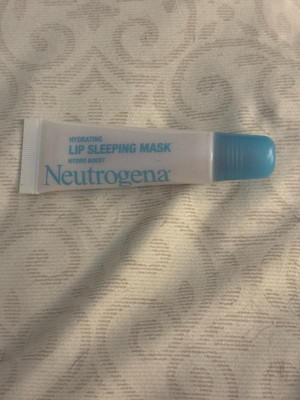 HYDRATING
LIP SLEEPING MASK
HYDRO BOOST
Neutrogena®